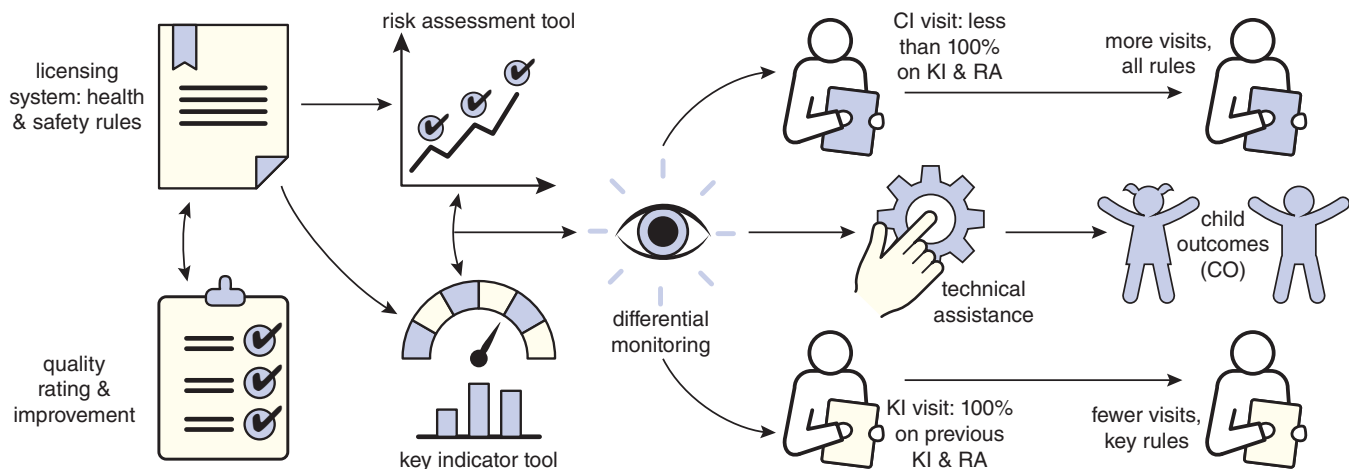 licensing
system: health
& safety rules
quality
rating &
improvement
risk assessment tool
key indicator tool
differential
monitoring
CI visit: less
than 100%
on KI & RA
more visits,
all rules
technical
assistance
child
outcomes
(CO)
KI visit: 100%
on previous
KI & RA
fewer visits,
key rules